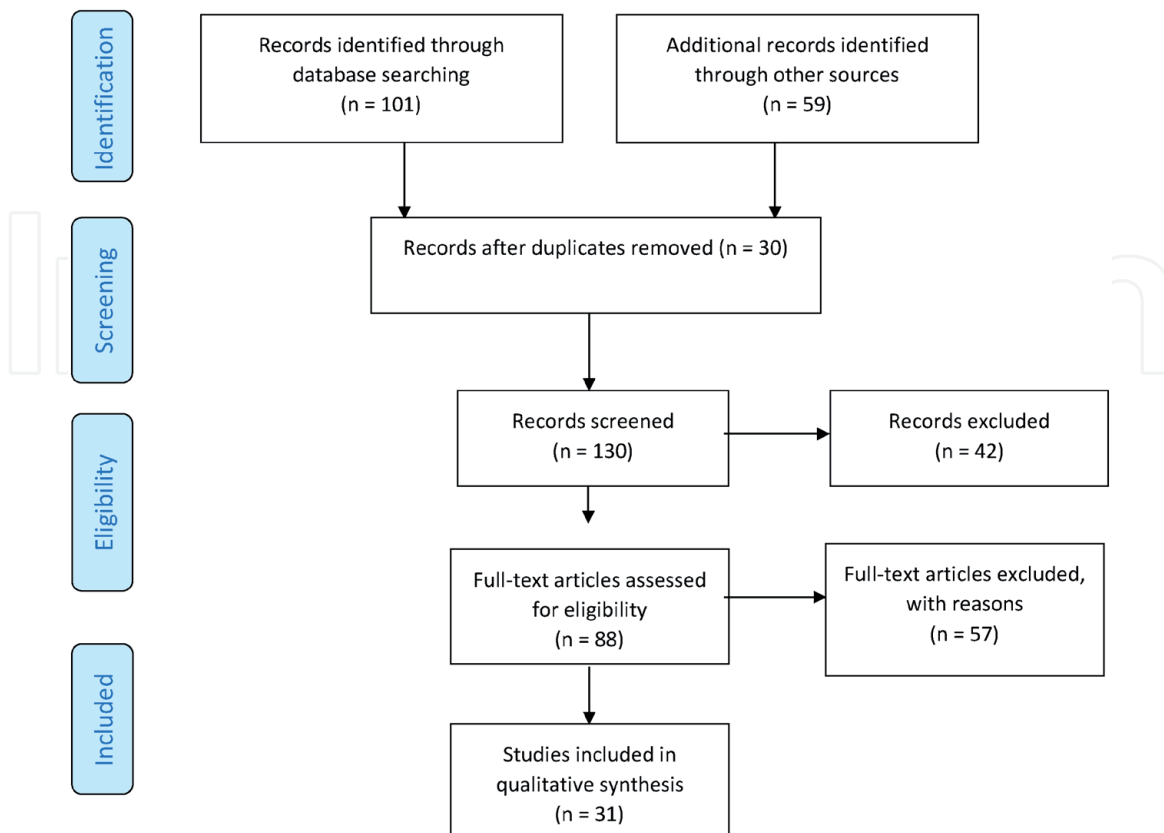 Identification
Records identified through
database searching
(n = 101)
Additional records identified
through other sources
(n = 59)
Screening
Records after duplicates removed (n = 30)
Records screened
(n = 130)
Records excluded
(n = 42)
Eligibility
Full-text articles assessed
for eligibility
(n = 88)
Full-text articles excluded,
with reasons
(n = 57)
Included
Studies included in
qualitative synthesis
(n = 31)